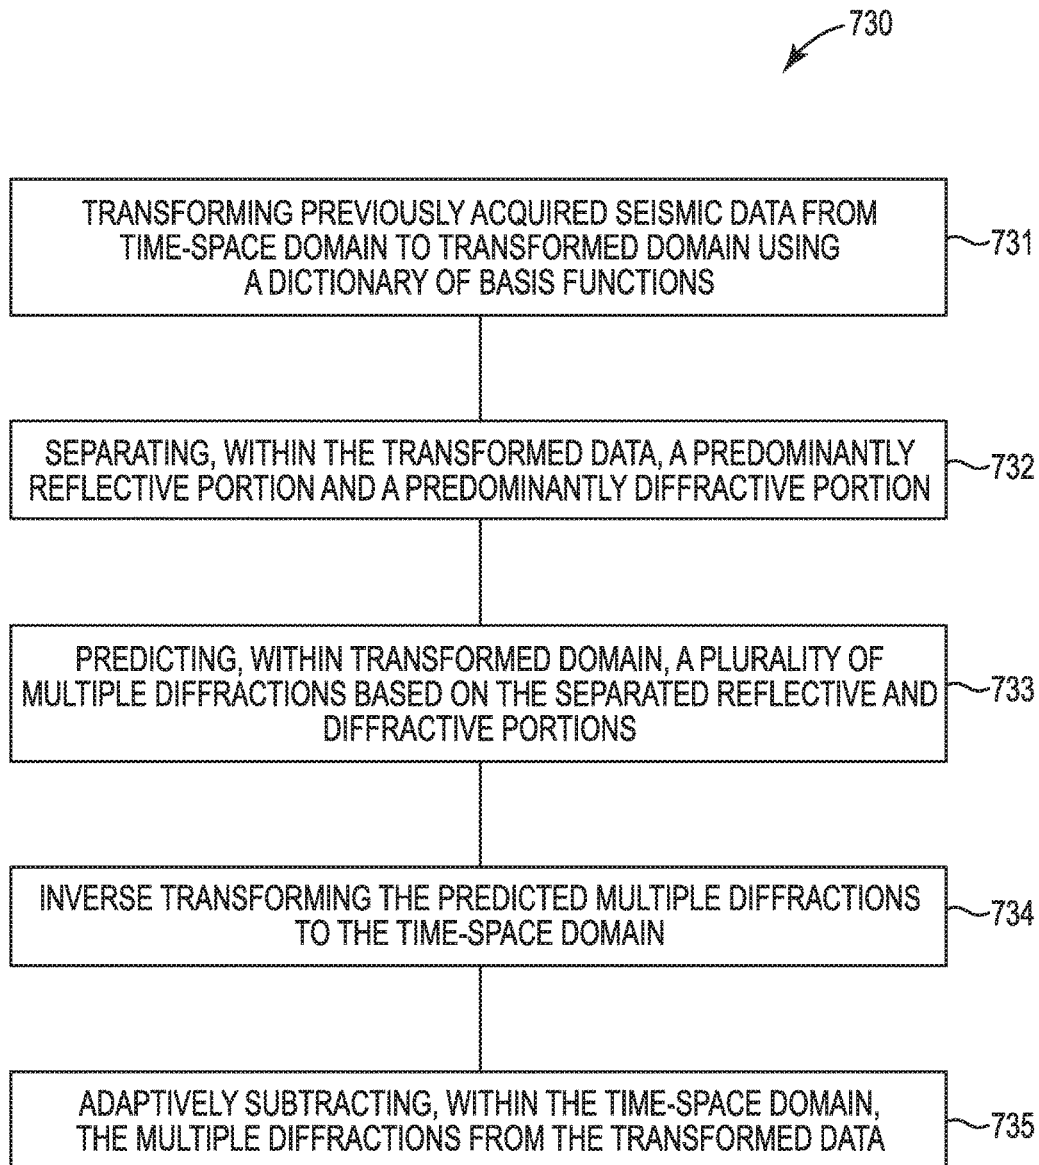 730
TRANSFORMING PREVIOUSLY ACQUIRED SEISMIC DATA FROM
TIME-SPACE DOMAIN TO TRANSFORMED DOMAIN USING
A DICTIONARY OF BASIS FUNCTIONS
731
SEPARATING, WITHIN THE TRANSFORMED DATA, A PREDOMINANTLY
REFLECTIVE PORTION AND A PREDOMINANTLY DIFFRACTIVE PORTION
732
PREDICTING, WITHIN TRANSFORMED DOMAIN, A PLURALITY OF
MULTIPLE DIFFRACTIONS BASED ON THE SEPARATED REFLECTIVE AND
DIFFRACTIVE PORTIONS
733
INVERSE TRANSFORMING THE PREDICTED MULTIPLE DIFFRACTIONS
TO THE TIME-SPACE DOMAIN
734
ADAPTIVELY SUBTRACTING, WITHIN THE TIME-SPACE DOMAIN,
THE MULTIPLE DIFFRACTIONS FROM THE TRANSFORMED DATA
735